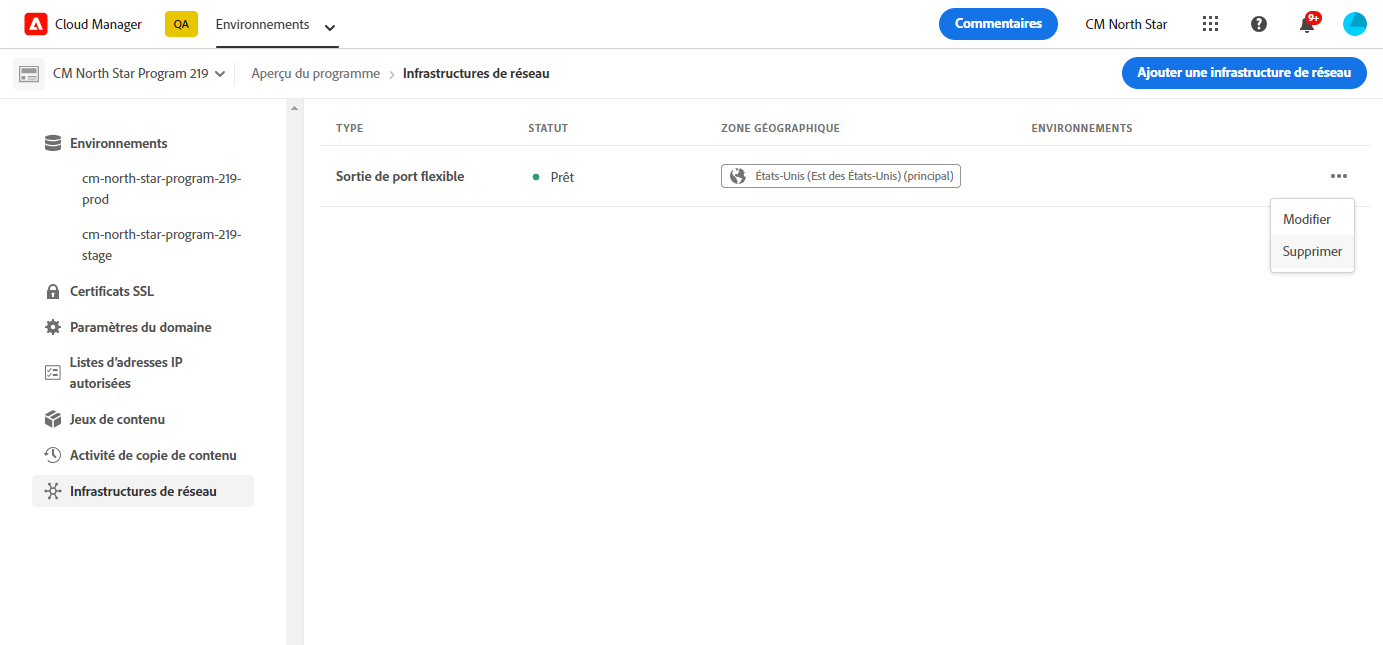 Cloud Manager
QA
Environnements
Commentaires
CM North Star
9+
CM North Star Program 219
Aperçu du programme
Infrastructures de réseau
Ajouter une infrastructure de réseau
Environnements
cm-north-star-program-219-
prod
cm-north-star-program-219-
stage
Certificats SSL
Paramètres du domaine
Listes d’adresses IP
autorisées
Jeux de contenu
Activité de copie de contenu
Infrastructures de réseau
TYPE
STATUT
ZONE GÉOGRAPHIQUE
ENVIRONNEMENTS
Sortie de port flexible
Prêt
États-Unis (Est des États-Unis) (principal)
Modifier
Supprimer